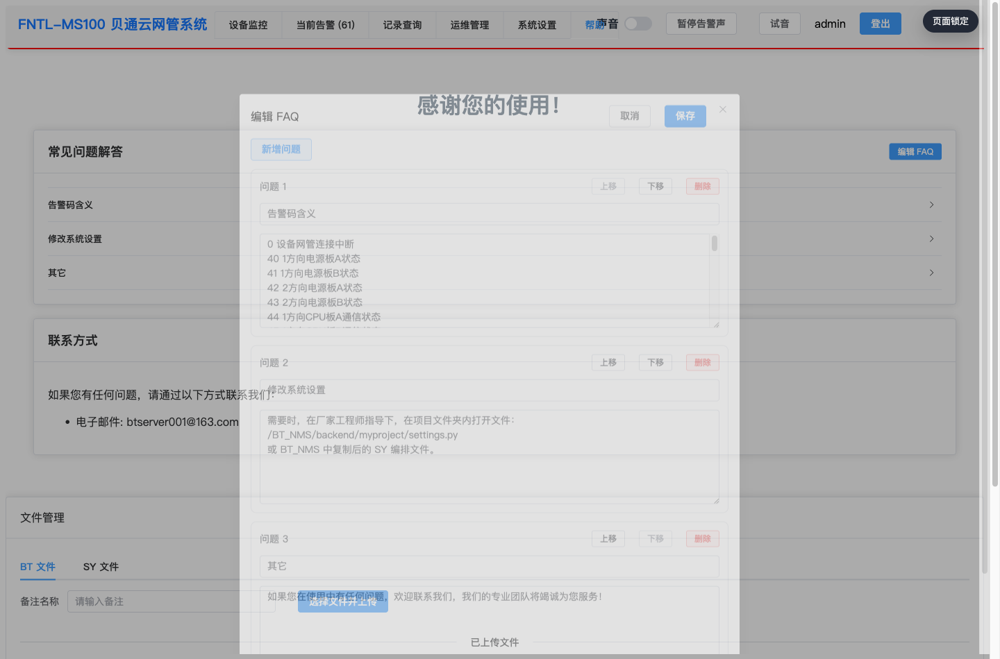 FNTL-MS100 贝通云网管系统
设备监控
当前告警 (61)
记录查询
运维管理
系统设置
帮助
声音
暂停告警声
试音
admin
登出
页面锁定
感谢您的使用！
编辑 FAQ
取消
保存
新增问题
常见问题解答
编辑 FAQ
问题 1
上移
下移
删除
告警码含义
告警码含义
修改系统设置
其它
0 设备网管连接中断
40 1方向电源板A状态
41 1方向电源板B状态
42 2方向电源板A状态
43 2方向电源板B状态
44 1方向CPU板A通信状态
联系方式
如果您有任何问题，请通过以下方式联系我们：
电子邮件: btserver001@163.com
问题 2
上移
下移
删除
修改系统设置
需要时，在厂家工程师指导下，在项目文件夹内打开文件：
/BT_NMS/backend/myproject/settings.py
或 BT_NMS 中复制后的 SY 编排文件。
文件管理
BT 文件
SY 文件
备注名称
请输入备注
选择文件并上传
问题 3
上移
下移
删除
其它
如果您在使用中有任何问题，欢迎联系我们，我们的专业团队将竭诚为您服务！
已上传文件